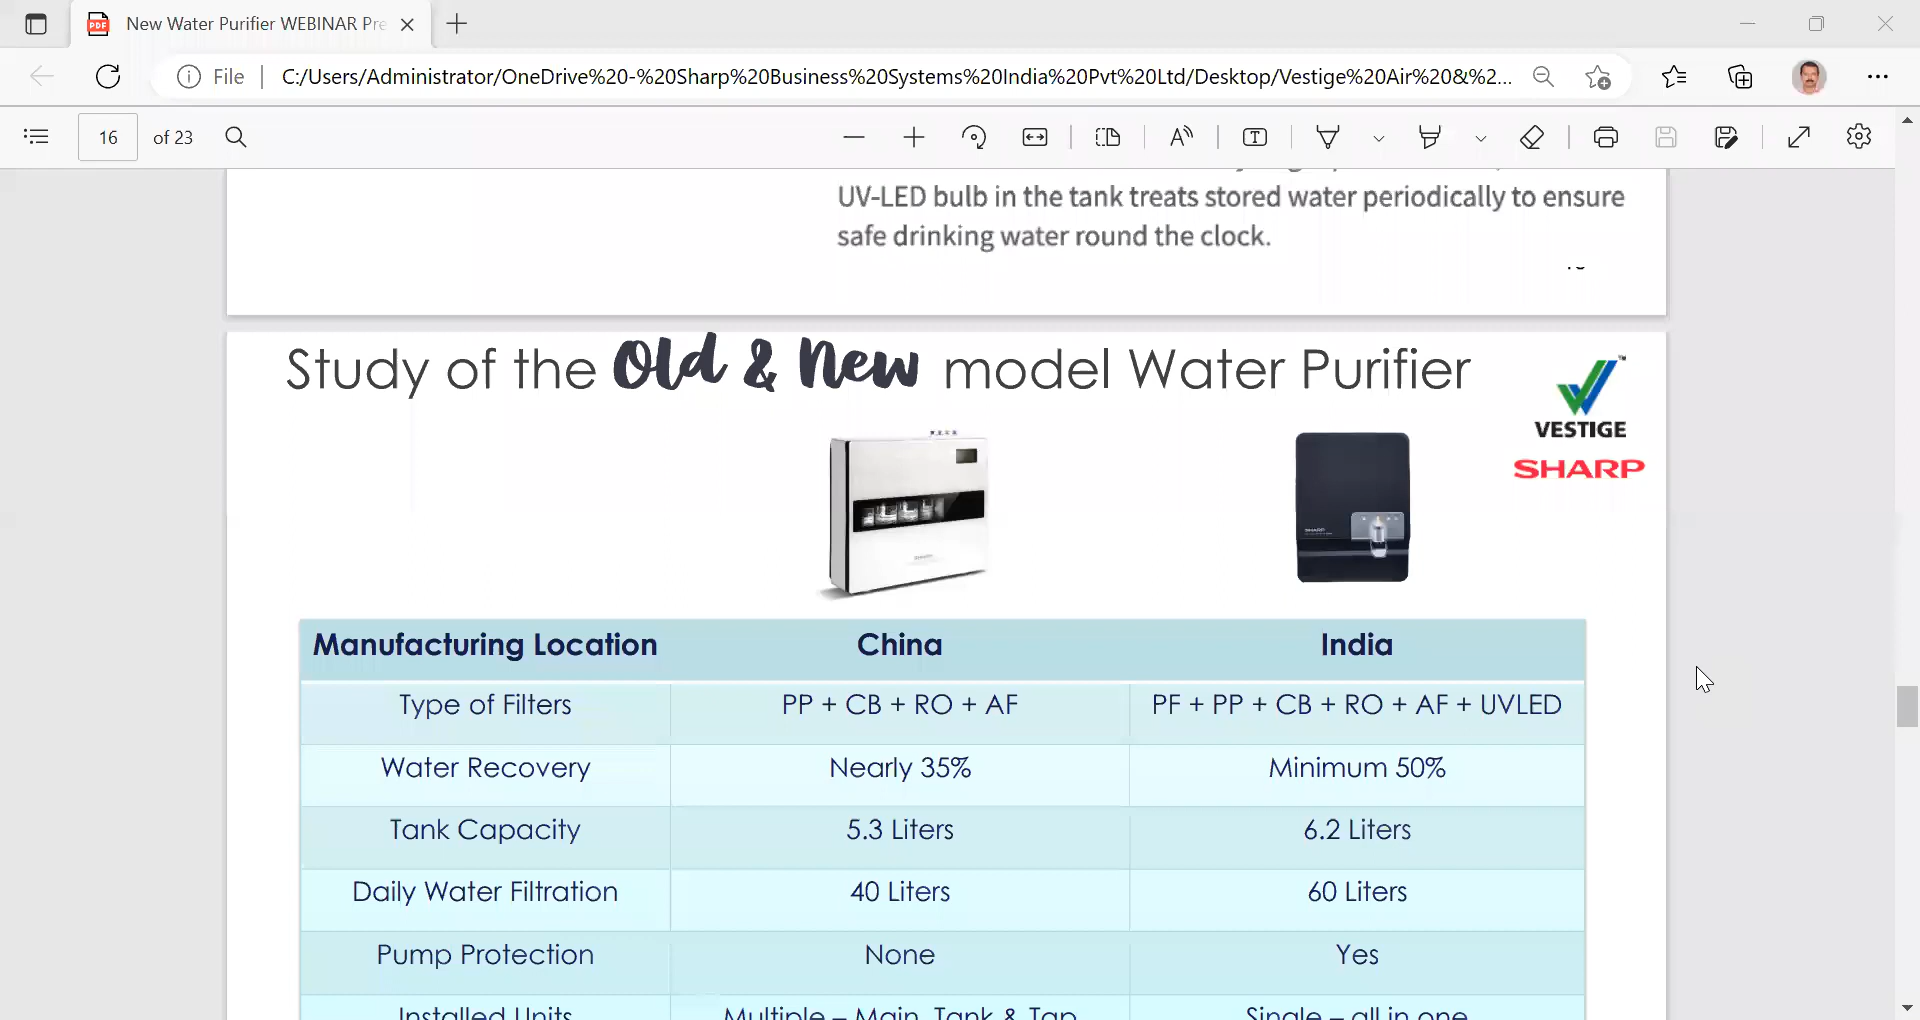 New Water Purifier WEBINAR Pre
File
C:/Users/Administrator/OneDrive%20-%20Sharp%20Business%20Systems%20India%20Pvt%20Ltd/Desktop/Vestige%20Air%20&%2...
16 of 23
UV-LED bulb in the tank treats stored water periodically to ensure
safe drinking water round the clock.
Study of the Old & New model Water Purifier
VESTIGE
SHARP
Manufacturing Location China India
Type of Filters PP + CB + RO + AF PF + PP + CB + RO + AF + UVLED
Water Recovery Nearly 35% Minimum 50%
Tank Capacity 5.3 Liters 6.2 Liters
Daily Water Filtration 40 Liters 60 Liters
Pump Protection None Yes
Installed Units Multiple – Main, Tank & Tap Single – all in one